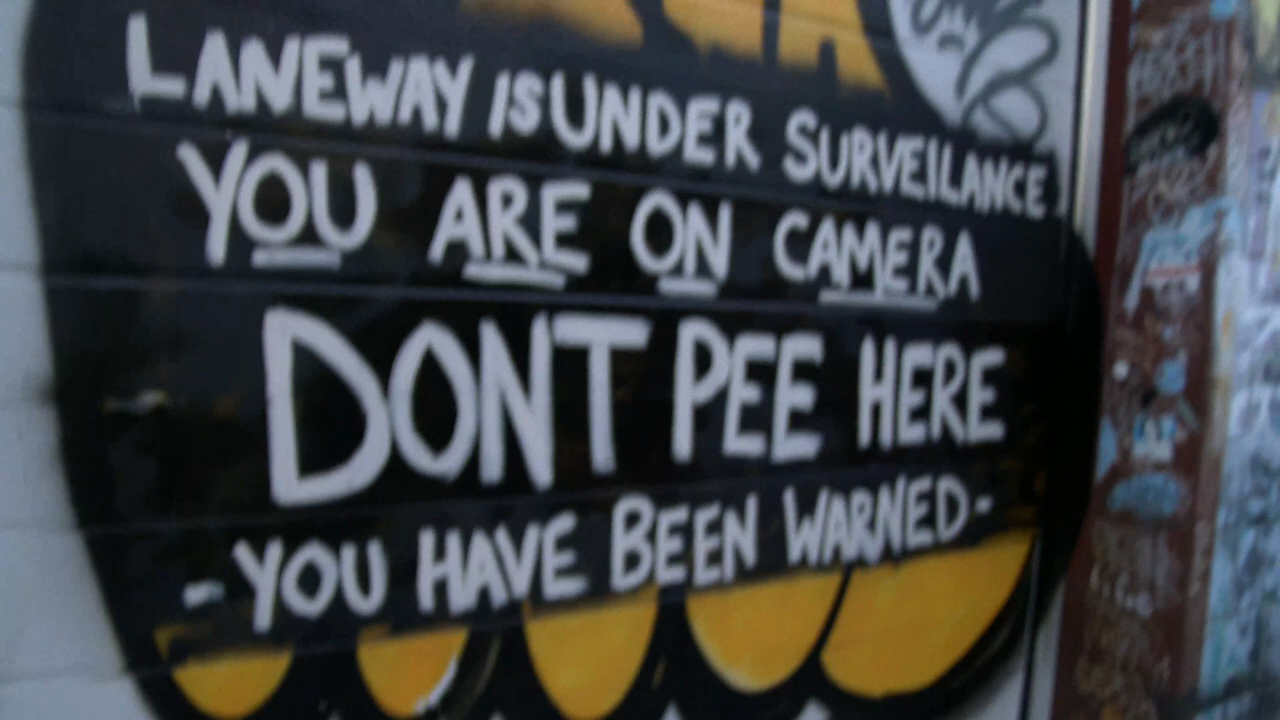 LANEWAY IS UNDER SURVEILANCE.
YOU ARE ON CAMERA
DONT PEE HERE
- YOU HAVE BEEN WARNED -